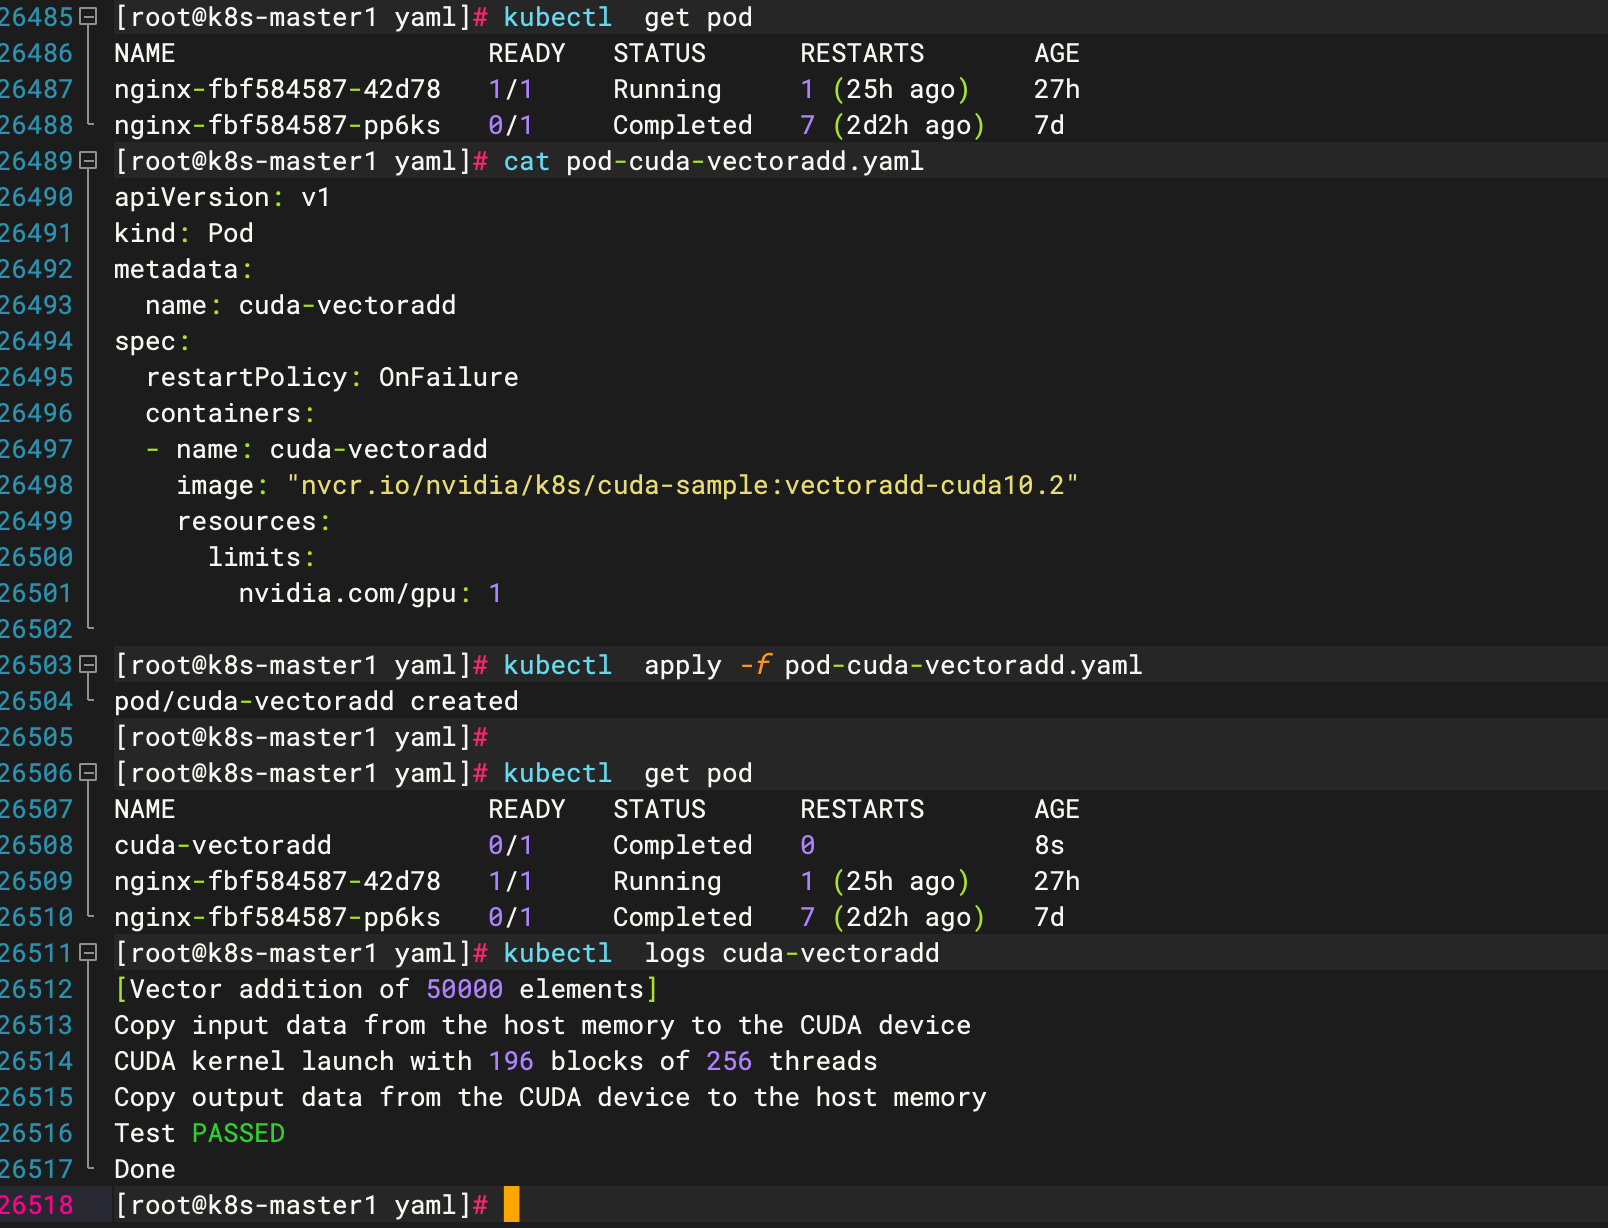 26485 [root@k8s-master1 yaml]# kubectl  get pod
26486 NAME                    READY   STATUS      RESTARTS       AGE
26487 nginx-fbf584587-42d78   1/1     Running     1 (25h ago)    27h
26488 nginx-fbf584587-pp6ks   0/1     Completed   7 (2d2h ago)   7d
26489 [root@k8s-master1 yaml]# cat pod-cuda-vectoradd.yaml
26490 apiVersion: v1
26491 kind: Pod
26492 metadata:
26493   name: cuda-vectoradd
26494 spec:
26495   restartPolicy: OnFailure
26496   containers:
26497   - name: cuda-vectoradd
26498     image: "nvcr.io/nvidia/k8s/cuda-sample:vectoradd-cuda10.2"
26499     resources:
26500       limits:
26501         nvidia.com/gpu: 1
26502
26503 [root@k8s-master1 yaml]# kubectl  apply -f pod-cuda-vectoradd.yaml
26504 pod/cuda-vectoradd created
26505 [root@k8s-master1 yaml]#
26506 [root@k8s-master1 yaml]# kubectl  get pod
26507 NAME                    READY   STATUS      RESTARTS       AGE
26508 cuda-vectoradd          0/1     Completed   0              8s
26509 nginx-fbf584587-42d78   1/1     Running     1 (25h ago)    27h
26510 nginx-fbf584587-pp6ks   0/1     Completed   7 (2d2h ago)   7d
26511 [root@k8s-master1 yaml]# kubectl  logs cuda-vectoradd
26512 [Vector addition of 50000 elements]
26513 Copy input data from the host memory to the CUDA device
26514 CUDA kernel launch with 196 blocks of 256 threads
26515 Copy output data from the CUDA device to the host memory
26516 Test PASSED
26517 Done
26518 [root@k8s-master1 yaml]#